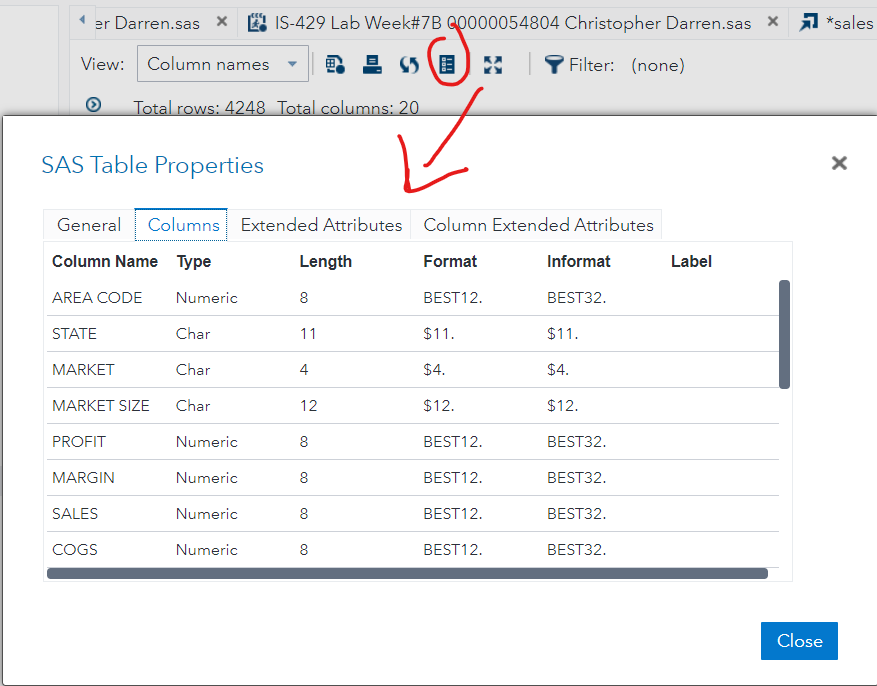 er Darren.sas IS-429 Lab Week#7B 00000054804 Christopher Darren.sas *sales
View: Column names Filter: (none)
Total rows: 4248 Total columns: 20
SAS Table Properties
General Columns Extended Attributes Column Extended Attributes
Column Name Type Length Format Informat Label
AREA CODE Numeric 8 BEST12. BEST32.
STATE Char 11 $11. $11.
MARKET Char 4 $4. $4.
MARKET SIZE Char 12 $12. $12.
PROFIT Numeric 8 BEST12. BEST32.
MARGIN Numeric 8 BEST12. BEST32.
SALES Numeric 8 BEST12. BEST32.
COGS Numeric 8 BEST12. BEST32.
Close